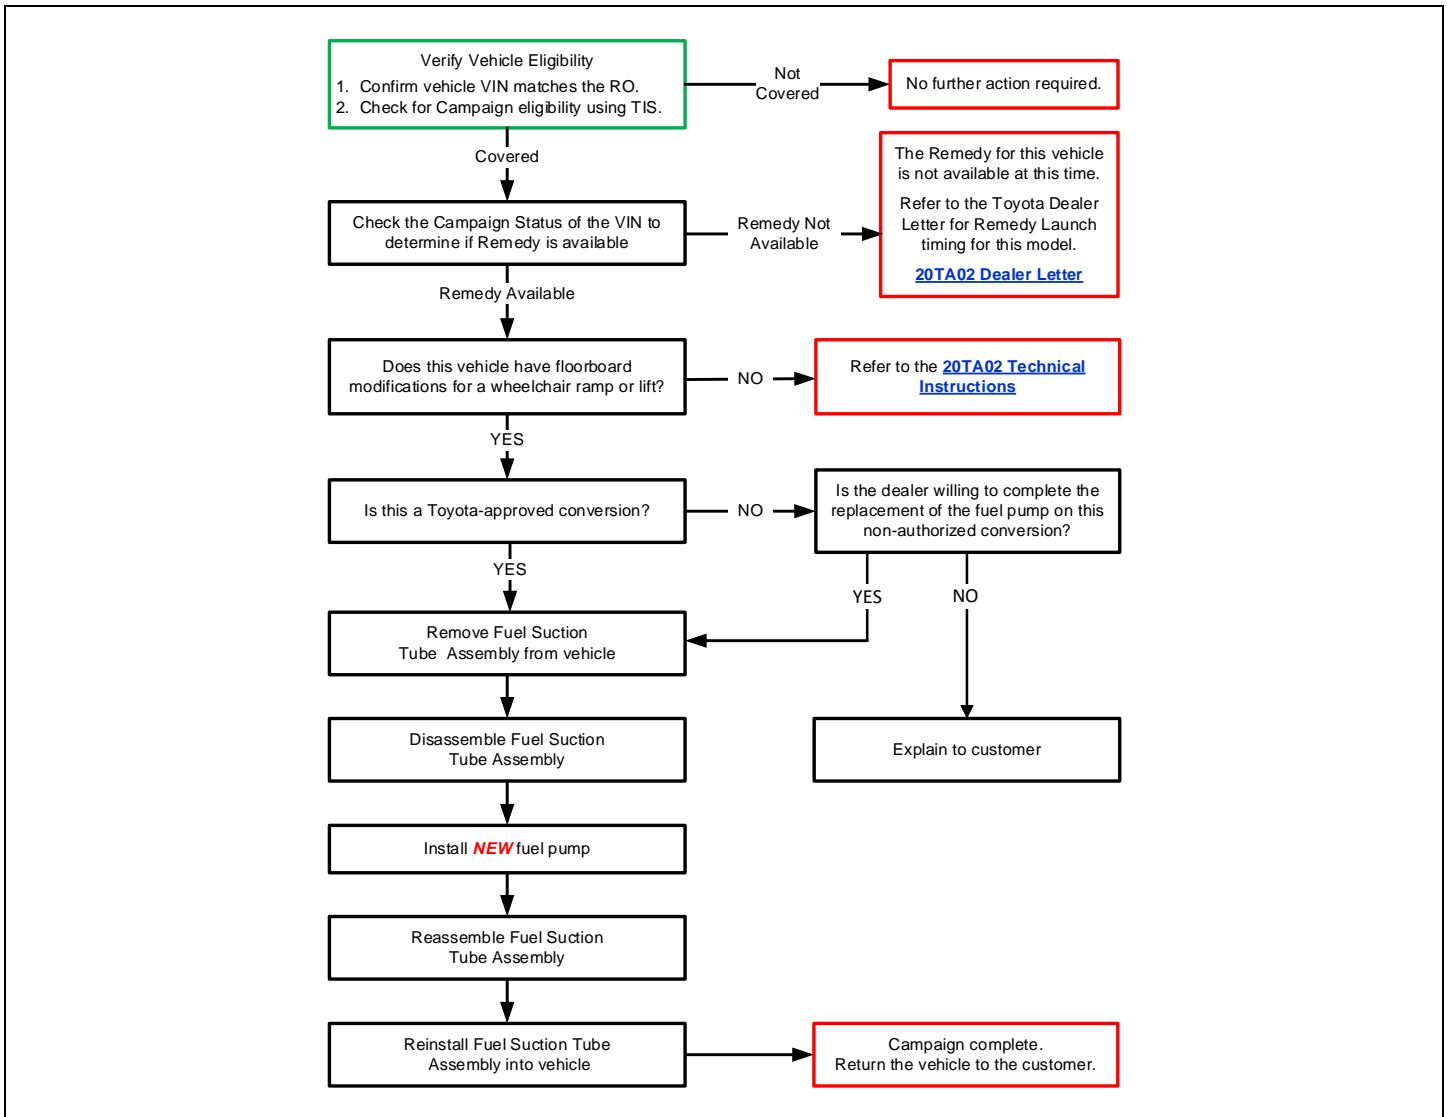 Verify Vehicle Eligibility
1. Confirm vehicle VIN matches the RO.
2. Check for Campaign eligibility using TIS.
Not
Covered
No further action required.
Covered
Check the Campaign Status of the VIN to
determine if Remedy is available
Remedy Not
Available
The Remedy for this vehicle
is not available at this time.
Refer to the Toyota Dealer
Letter for Remedy Launch
timing for this model.
20TA02 Dealer Letter
Remedy Available
Does this vehicle have floorboard
modifications for a wheelchair ramp or lift?
NO
Refer to the 20TA02 Technical
Instructions
YES
Is this a Toyota-approved conversion?
NO
Is the dealer willing to complete the
replacement of the fuel pump on this
non-authorized conversion?
YES
YES
NO
Remove Fuel Suction
Tube Assembly from vehicle
Disassemble Fuel Suction
Tube Assembly
Explain to customer
Install NEW fuel pump
Reassemble Fuel Suction
Tube Assembly
Reinstall Fuel Suction Tube
Assembly into vehicle
Campaign complete.
Return the vehicle to the customer.